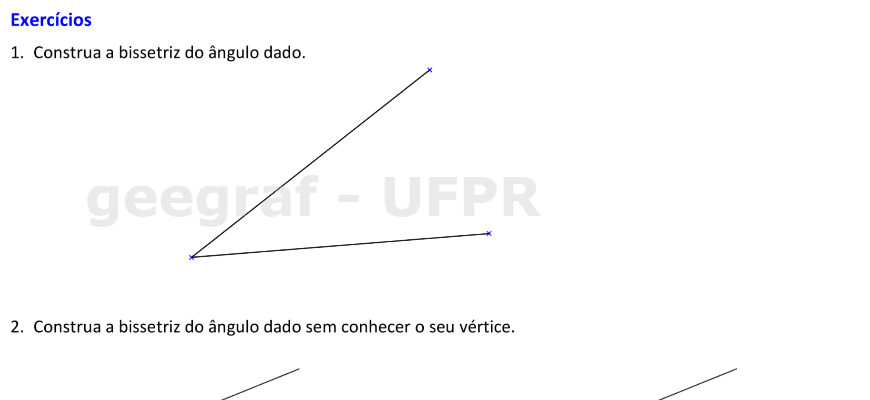 Exercícios
1. Construa a bissetriz do ângulo dado.
geegraf - UFPR
2. Construa a bissetriz do ângulo dado sem conhecer o seu vértice.